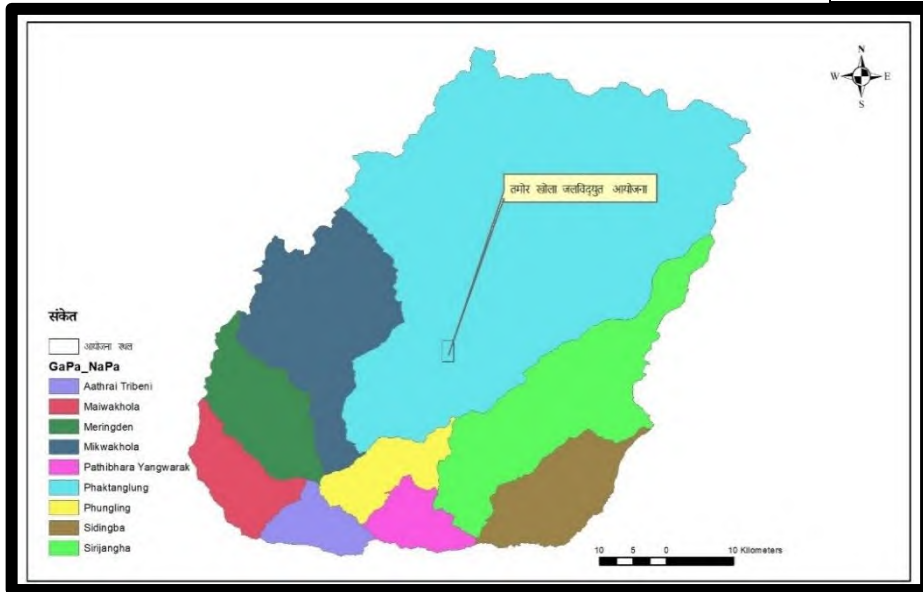 N
W E
S
तमोर खोला जलविद्युत आयोजना
संकेत
आयोजना स्थल
GaPa_NaPa
Aathrai Tribeni
Maiwakhola
Meringden
Mikwakhola
Pathibhara Yangwarak
Phaktanglung
Phungling
Sidingba
Sirijangha
10 5 0 10 Kilometers